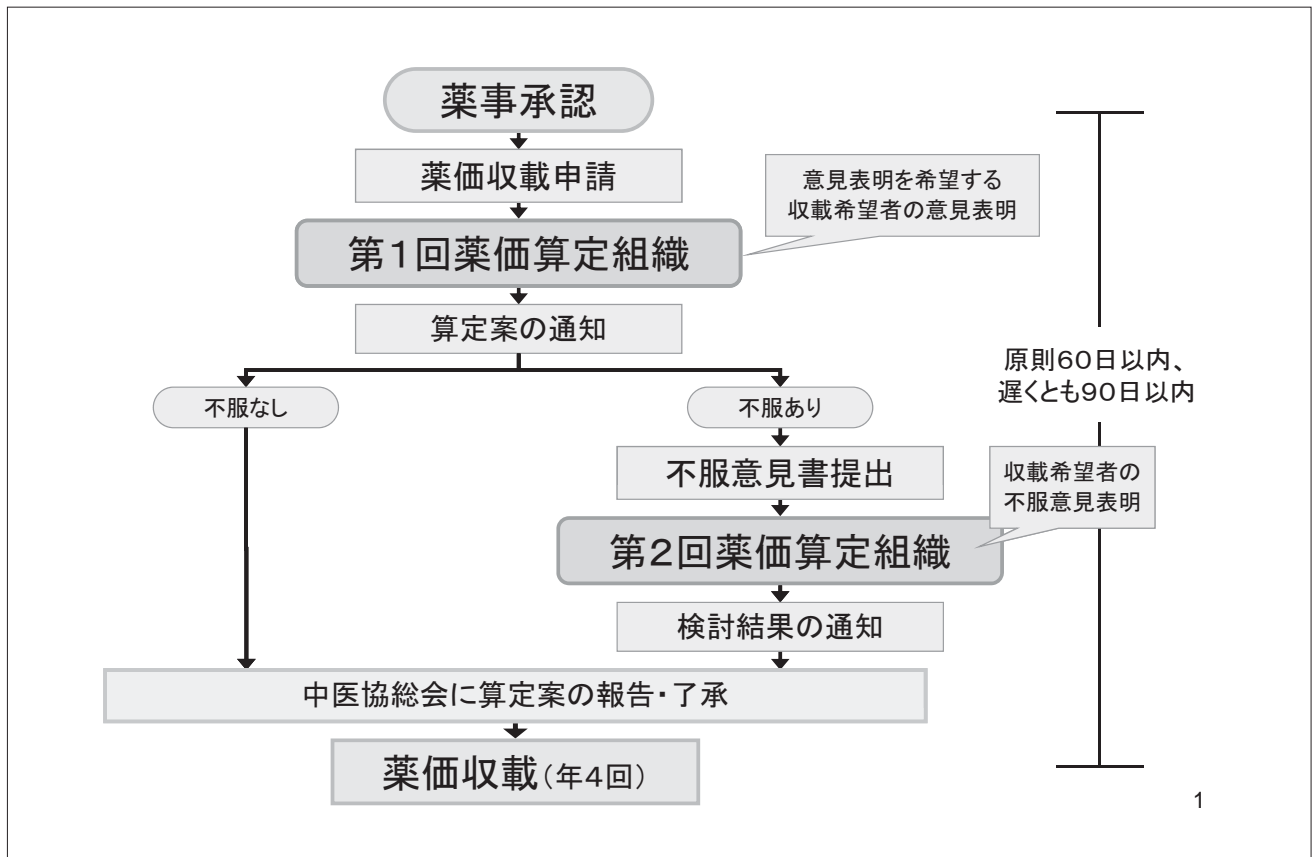 薬事承認
薬価収載申請
意見表明を希望する
収載希望者の意見表明
第1回薬価算定組織
算定案の通知
原則60日以内、
遅くとも90日以内
不服なし
不服あり
不服意見書提出
収載希望者の
不服意見表明
第2回薬価算定組織
検討結果の通知
中医協総会に算定案の報告・了承
薬価収載(年4回)
1